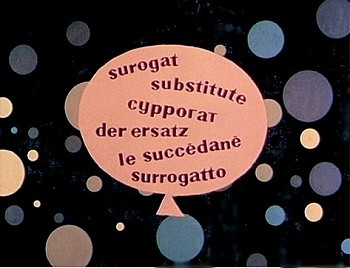 surogat
substitute
суррогат
der ersatz
le succédané
surrogatto